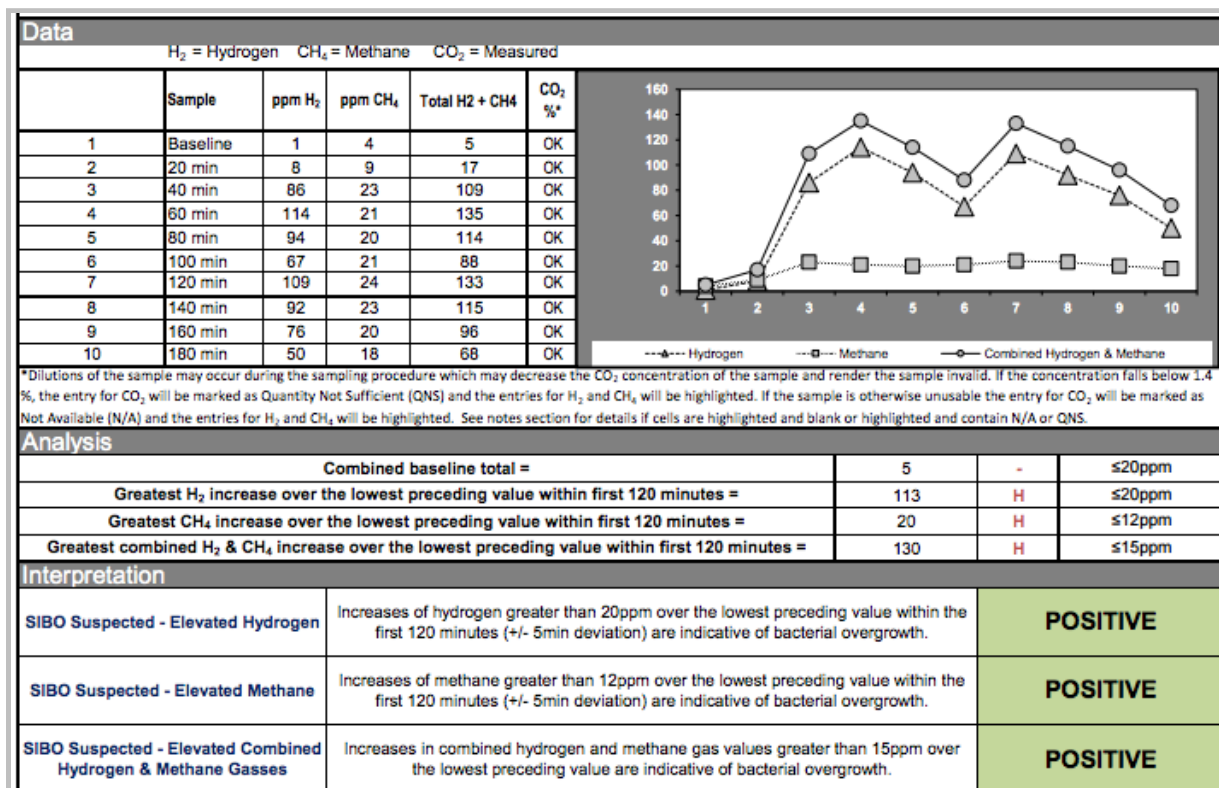 Data
H₂ = Hydrogen CH₄ = Methane CO₂ = Measured
Sample ppm H₂ ppm CH₄ Total H2 + CH4 CO₂ %*
1 Baseline 1 4 5 OK
2 20 min 8 9 17 OK
3 40 min 86 23 109 OK
4 60 min 114 21 135 OK
5 80 min 94 20 114 OK
6 100 min 67 21 88 OK
7 120 min 109 24 133 OK
8 140 min 92 23 115 OK
9 160 min 76 20 96 OK
10 180 min 50 18 68 OK
160
140
120
100
80
60
40
20
0
1 2 3 4 5 6 7 8 9 10
Hydrogen Methane Combined Hydrogen & Methane
*Dilutions of the sample may occur during the sampling procedure which may decrease the CO₂ concentration of the sample and render the sample invalid. If the concentration falls below 1.4
%, the entry for CO₂ will be marked as Quantity Not Sufficient (QNS) and the entries for H₂ and CH₄ will be highlighted. If the sample is otherwise unusable the entry for CO₂ will be marked as
Not Available (N/A) and the entries for H₂ and CH₄ will be highlighted. See notes section for details if cells are highlighted and blank or highlighted and contain N/A or QNS.
Analysis
Combined baseline total = 5 - ≤20ppm
Greatest H₂ increase over the lowest preceding value within first 120 minutes = 113 H ≤20ppm
Greatest CH₄ increase over the lowest preceding value within first 120 minutes = 20 H ≤12ppm
Greatest combined H₂ & CH₄ increase over the lowest preceding value within first 120 minutes = 130 H ≤15ppm
Interpretation
SIBO Suspected - Elevated Hydrogen
Increases of hydrogen greater than 20ppm over the lowest preceding value within the
first 120 minutes (+/- 5min deviation) are indicative of bacterial overgrowth.
POSITIVE
SIBO Suspected - Elevated Methane
Increases of methane greater than 12ppm over the lowest preceding value within the
first 120 minutes (+/- 5min deviation) are indicative of bacterial overgrowth.
POSITIVE
SIBO Suspected - Elevated Combined
Hydrogen & Methane Gasses
Increases in combined hydrogen and methane gas values greater than 15ppm over
the lowest preceding value are indicative of bacterial overgrowth.
POSITIVE